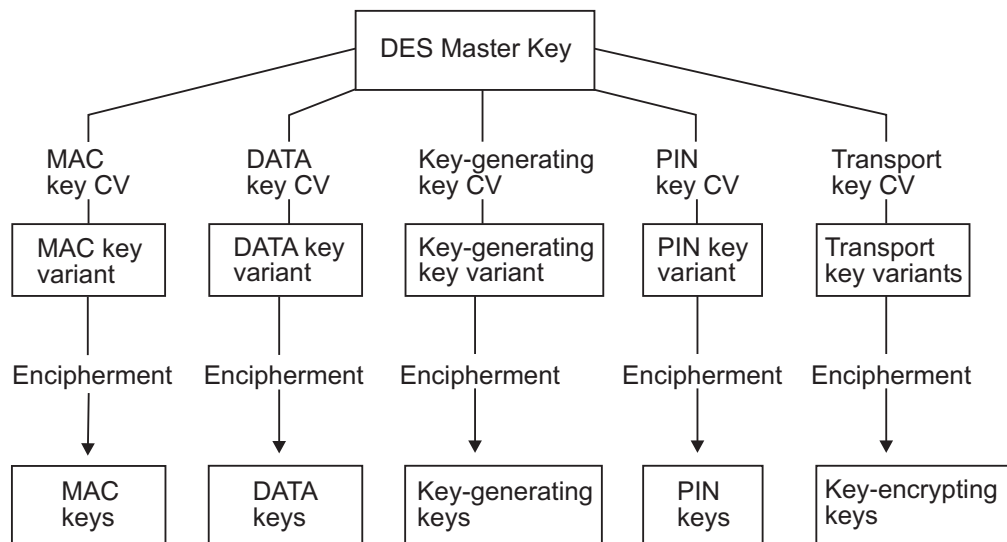 DES Master Key
MAC
key CV
DATA
key CV
Key-generating
key CV
PIN
key CV
Transport
key CV
MAC key
variant
DATA key
variant
Key-generating
key variant
PIN key
variant
Transport
key variants
Encipherment
Encipherment
Encipherment
Encipherment
Encipherment
MAC
keys
DATA
keys
Key-generating
keys
PIN
keys
Key-encrypting
keys